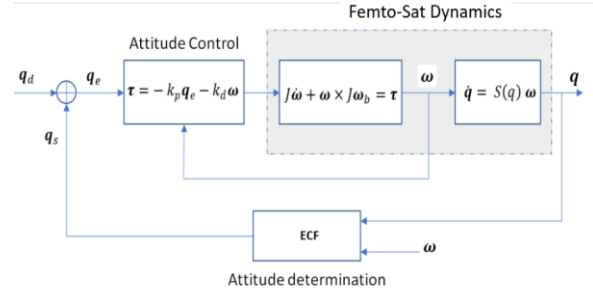 Femto-Sat Dynamics
Attitude Control
q_d
q_e
τ = − k_p q_e − k_d ω
Jω̇ + ω × Jω_b = τ
ω
q̇ = S(q) ω
q
q_s
ECF
ω
Attitude determination